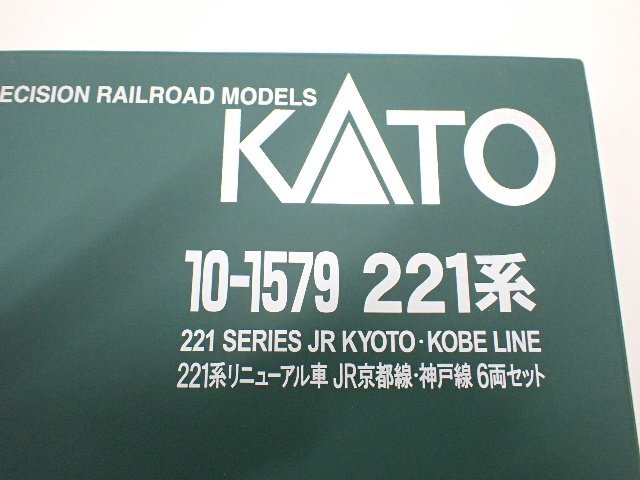 ECISION RAILROAD MODELS
KATO
10-1579 221系
221 SERIES JR KYOTO・KOBE LINE
221系リニューアル車 JR京都線・神戸線 6両セット